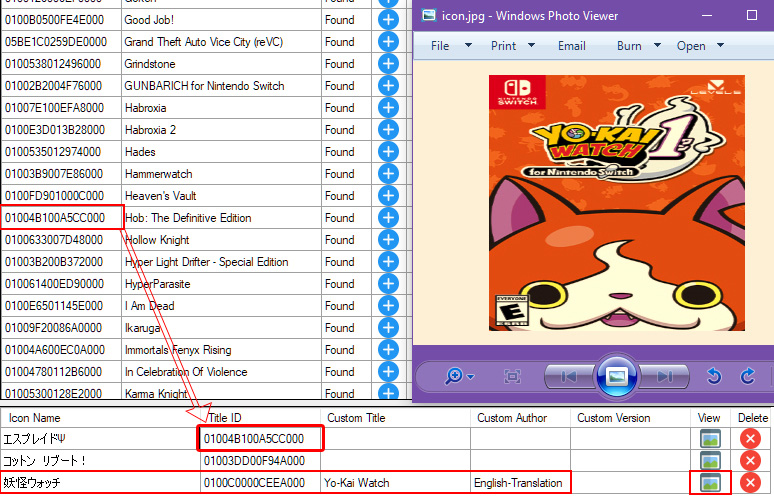 0100B0500FE4E000 Good Job! Found
05BE1C0259DE0000 Grand Theft Auto Vice City (reVC) Found
0100538012496000 Grindstone Found
01002B2004F76000 GUNBARICH for Nintendo Switch Found
01007E100EFA8000 Habroxia Found
0100E3D013B28000 Habroxia 2 Found
0100535012974000 Hades Found
01003B9007E86000 Hammerwatch Found
0100FD901000C000 Heaven's Vault Found
01004B100A5CC000 Hob: The Definitive Edition Found
0100633007D48000 Hollow Knight Found
01003B200B372000 Hyper Light Drifter - Special Edition Found
010061400ED90000 HyperParasite Found
0100E6501145E000 I Am Dead Found
01009F20086A0000 Ikaruga Found
01004A600EC0A000 Immortals Fenyx Rising Found
01004780112B6000 In Celebration Of Violence Found
01005300128E2000 Kama Knight Found
icon.jpg - Windows Photo Viewer
File Print Email Burn Open
NINTENDO
SWITCH
LEVEL5
YO-KAI
WATCH 1
for Nintendo Switch
EVERYONE
E
Icon Name Title ID Custom Title Custom Author Custom Version View Delete
エスプレイドΨ 01004B100A5CC000
コットン リブート！ 01003DD00F94A000
妖怪ウォッチ 0100C0000CEEA000 Yo-Kai Watch English-Translation